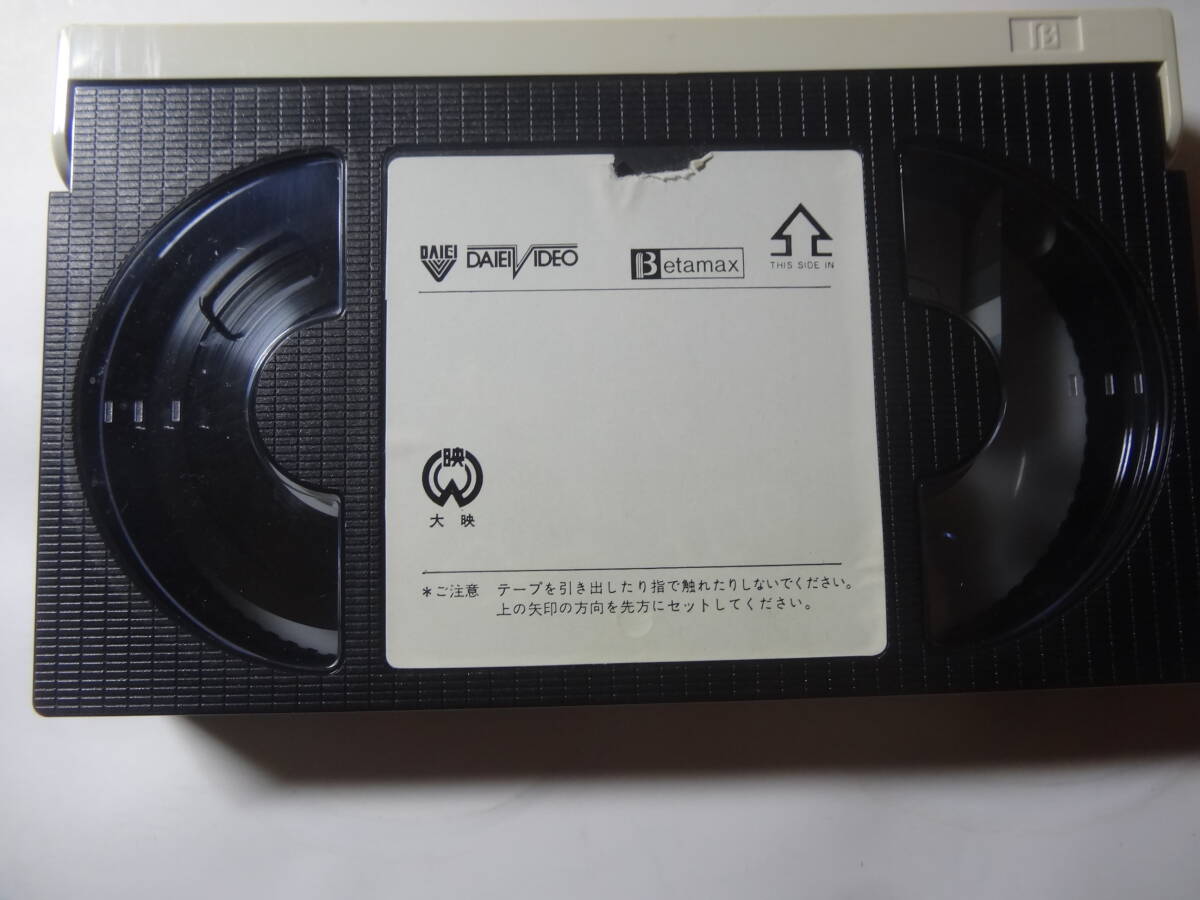 β
DAIEI DAIEI VIDEO
Betamax
THIS SIDE IN
映
大映
*ご注意 テープを引き出したり指で触れたりしないでください。
上の矢印の方向を先方にセットしてください。